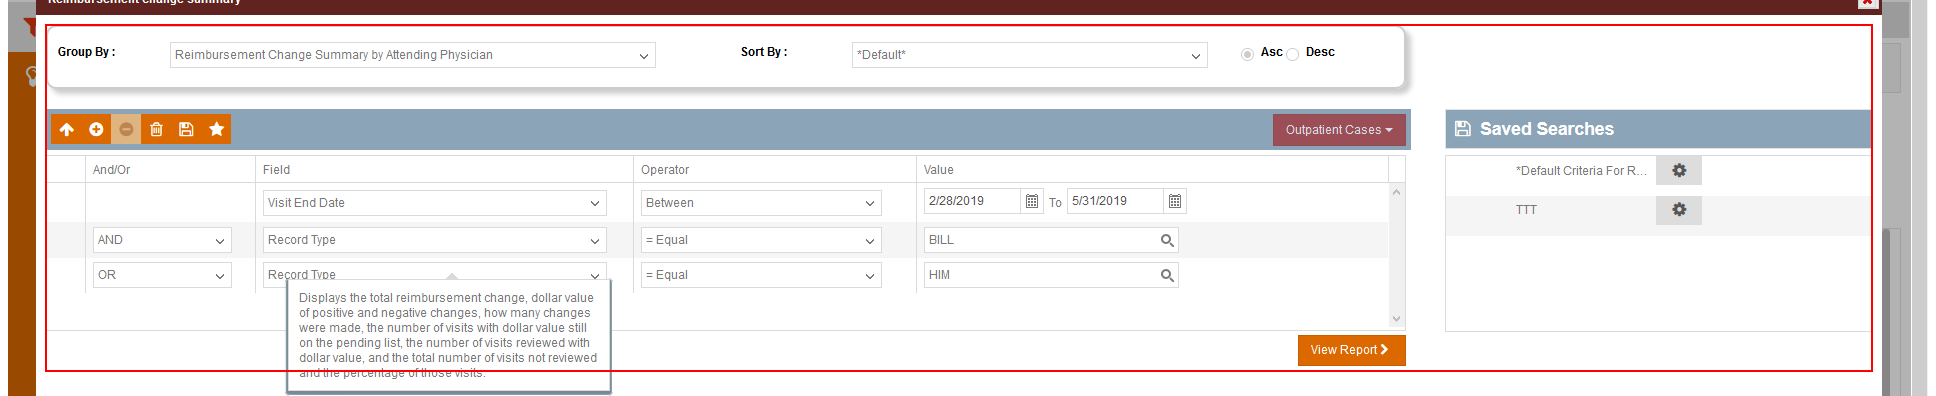 Reimbursement change summary
Group By :
Reimbursement Change Summary by Attending Physician
Sort By :
*Default*
Asc
Desc
Outpatient Cases
Saved Searches
And/Or
Field
Operator
Value
*Default Criteria For R...
Visit End Date
Between
2/28/2019
To
5/31/2019
TTT
AND
Record Type
= Equal
BILL
OR
Record Type
= Equal
HIM
Displays the total reimbursement change, dollar value
of positive and negative changes, how many changes
were made, the number of visits with dollar value still
on the pending list, the number of visits reviewed with
dollar value, and the total number of visits not reviewed
and the percentage of those visits.
View Report